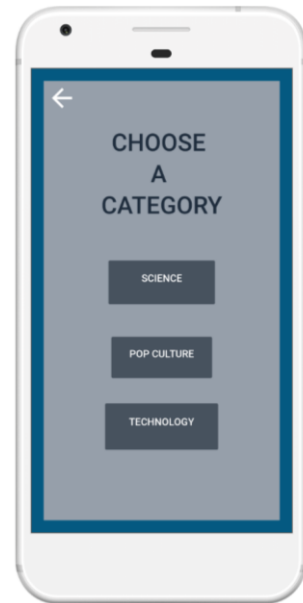 CHOOSE
A
CATEGORY
SCIENCE
POP CULTURE
TECHNOLOGY